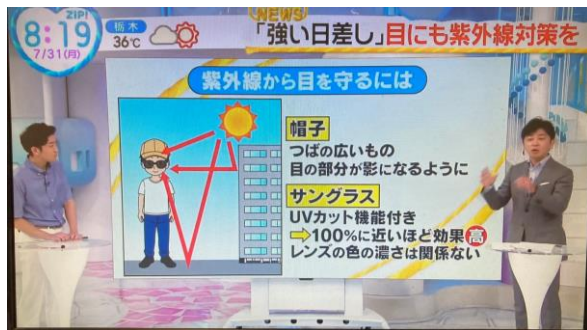 ZIP!
8:19
7/31(月)
栃木
36℃
NEWS
「強い日差し」目にも紫外線対策を
紫外線から目を守るには
帽子
つばの広いもの
目の部分が影になるように
サングラス
UVカット機能付き
⇨100%に近いほど効果高
レンズの色の濃さは関係ない